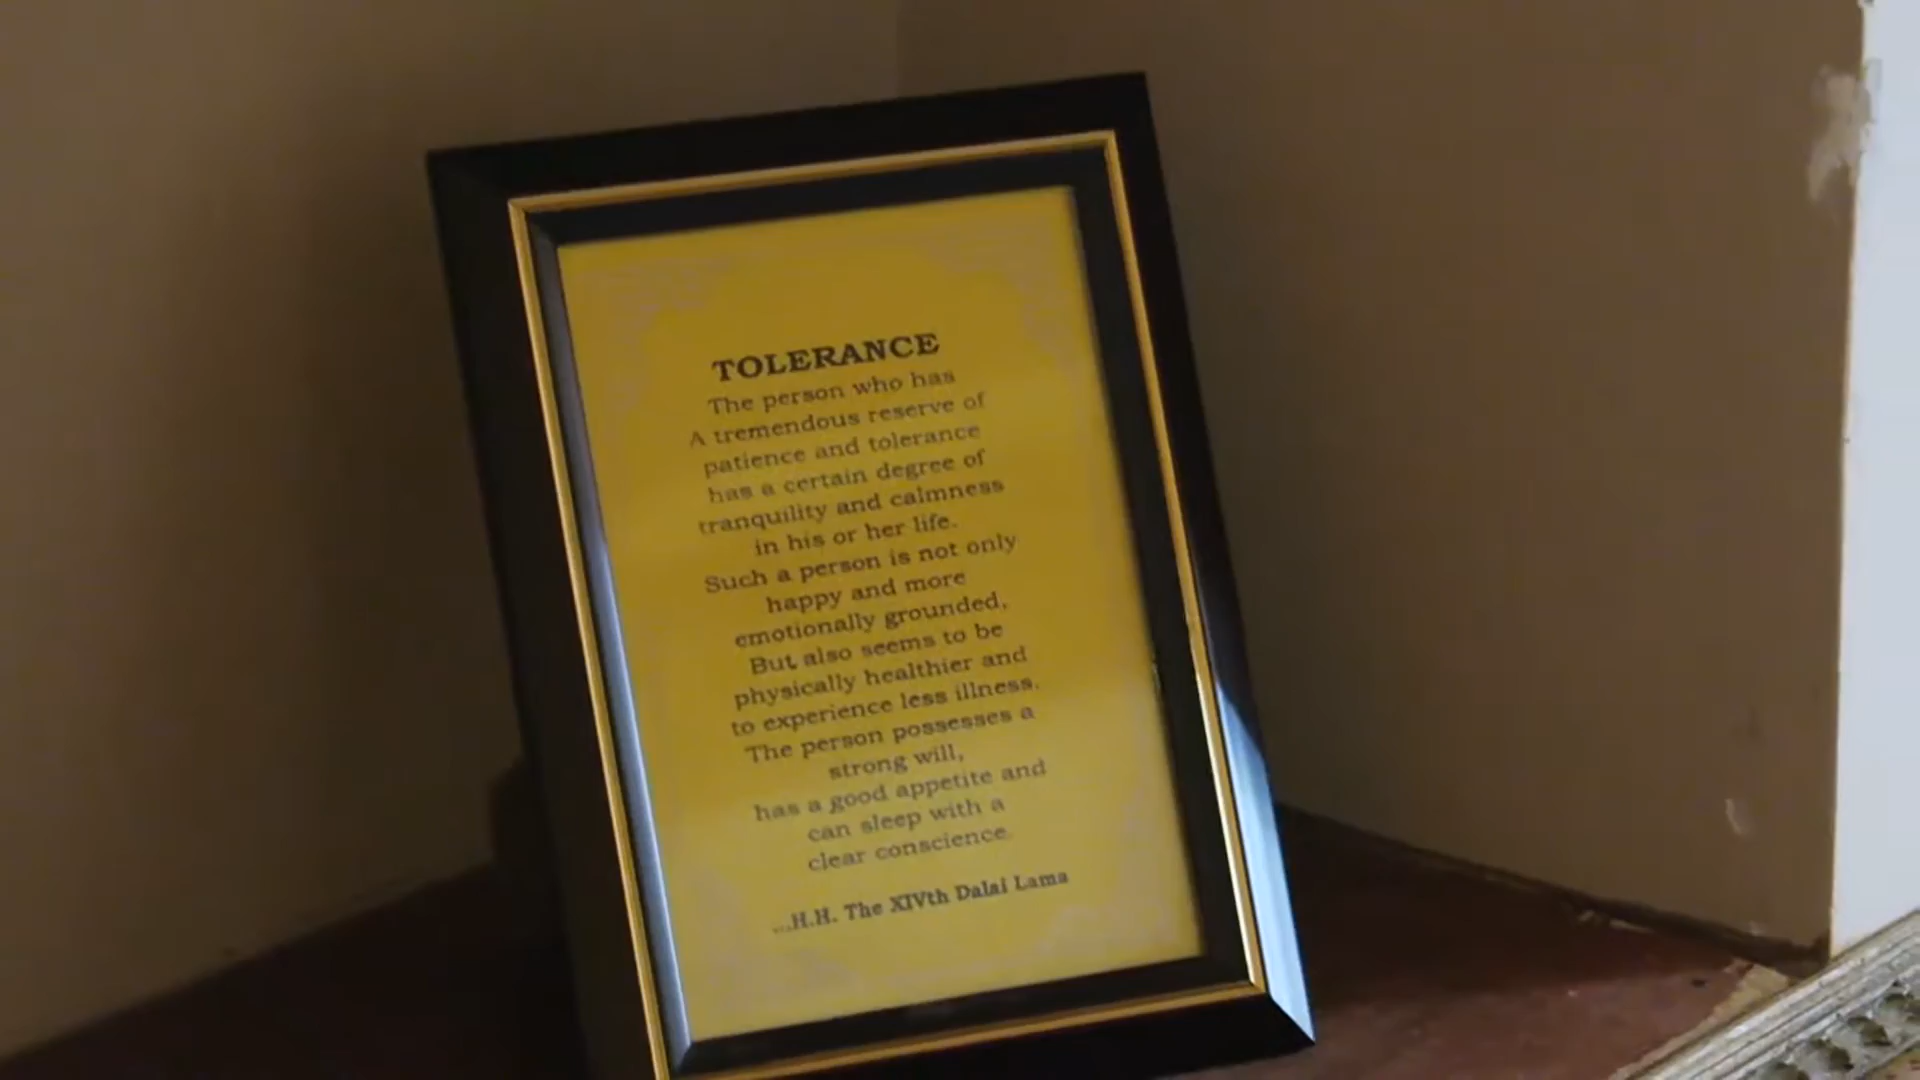 TOLERANCE
The person who has
A tremendous reserve of
patience and tolerance
has a certain degree of
tranquility and calmness
in his or her life.
Such a person is not only
happy and more
emotionally grounded,
But also seems to be
physically healthier and
to experience less illness.
The person possesses a
strong will,
has a good appetite and
can sleep with a
clear conscience.
...H.H. The XIVth Dalai Lama